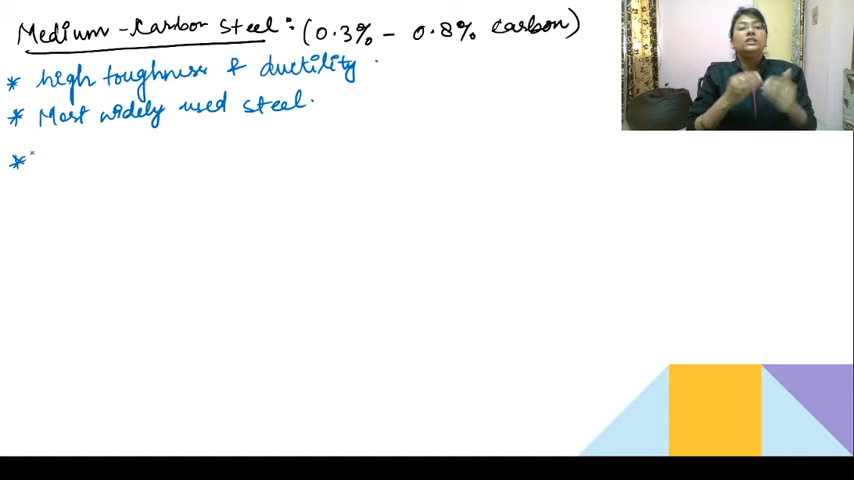 Medium-Carbon Steel: (0.3% - 0.8% carbon)
* high toughness & ductility.
* Most widely used steel.
*